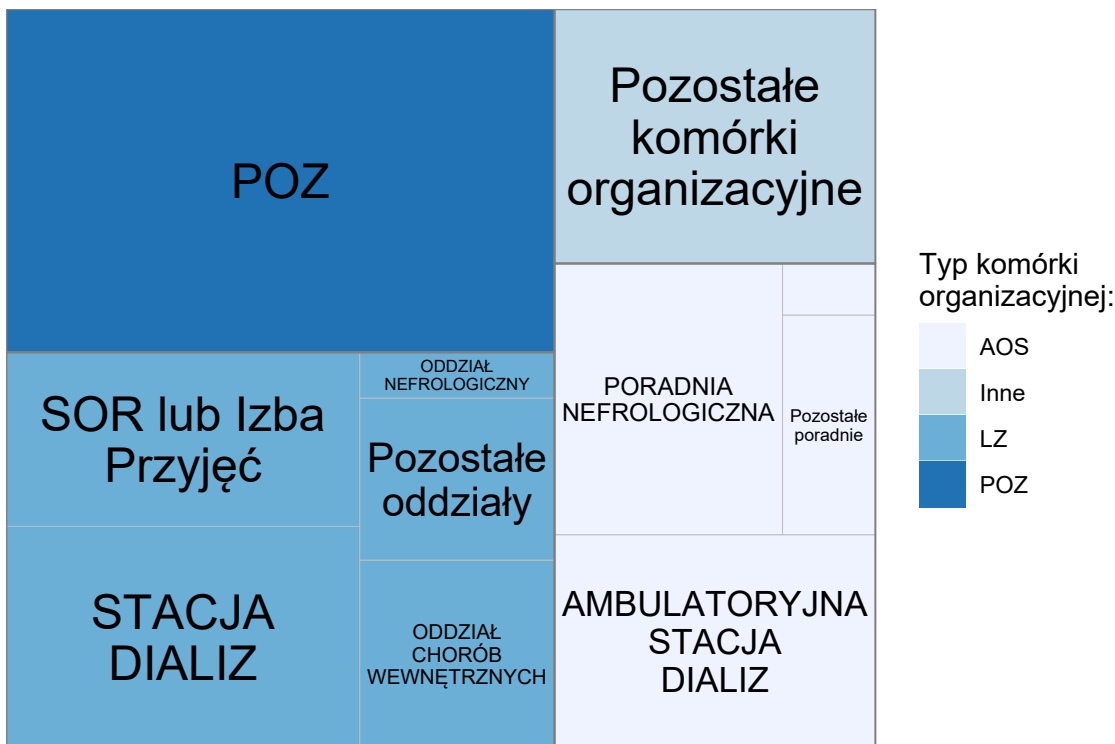 POZ
Pozostałe
komórki
organizacyjne
SOR lub Izba
Przyjęć
ODDZIAŁ
NEFROLOGICZNY
Pozostałe
oddziały
STACJA
DIALIZ
ODDZIAŁ
CHORÓB
WEWNĘTRZNYCH
PORADNIA
NEFROLOGICZNA
Pozostałe
poradnie
AMBULATORYJNA
STACJA
DIALIZ
Typ komórki
organizacyjnej:
AOS
Inne
LZ
POZ